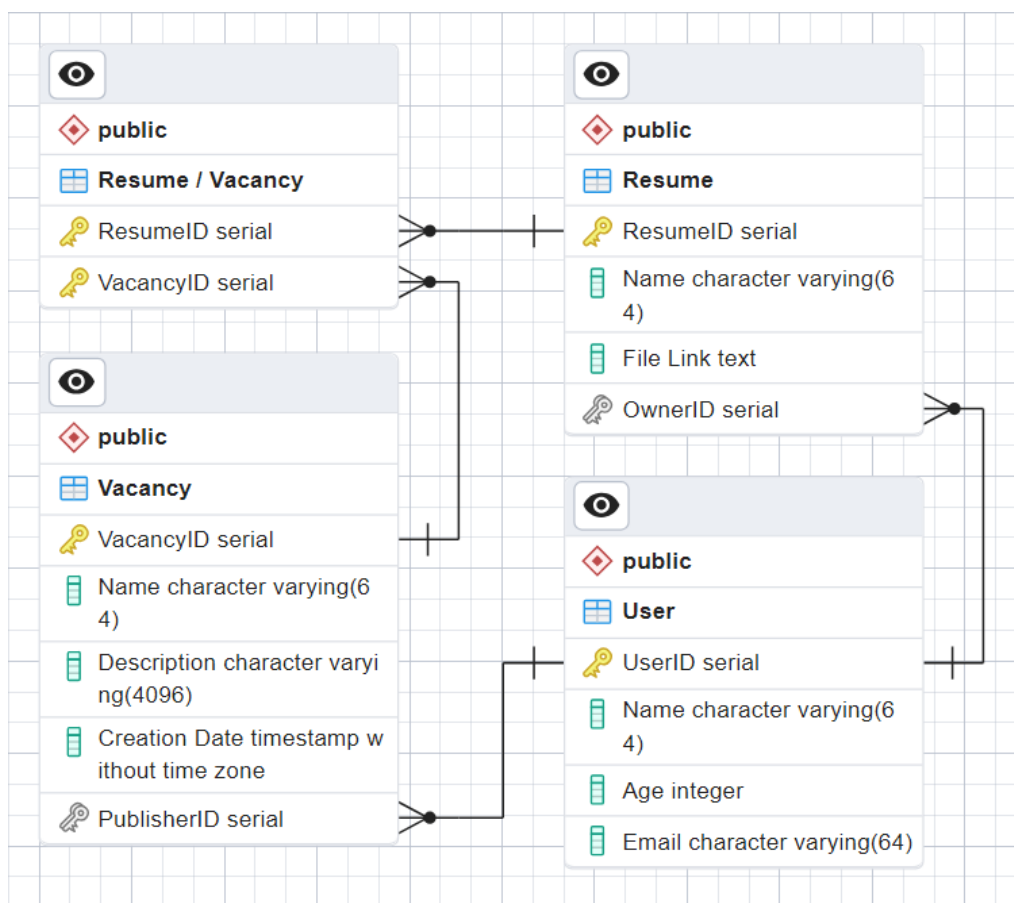 public
Resume / Vacancy
ResumeID serial
VacancyID serial
public
Vacancy
VacancyID serial
Name character varying(6
4)
Description character varyi
ng(4096)
Creation Date timestamp w
ithout time zone
PublisherID serial
public
Resume
ResumeID serial
Name character varying(6
4)
File Link text
OwnerID serial
public
User
UserID serial
Name character varying(6
4)
Age integer
Email character varying(64)